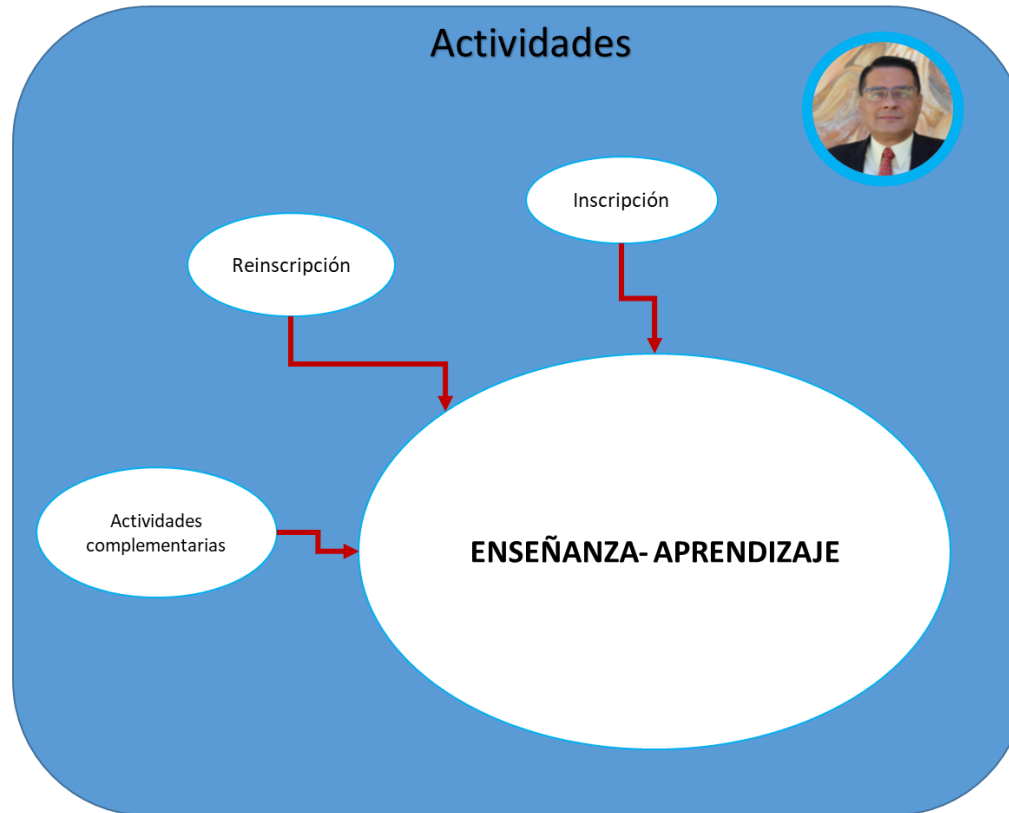 Actividades
Inscripción
Reinscripción
Actividades
complementarias
ENSEÑANZA- APRENDIZAJE